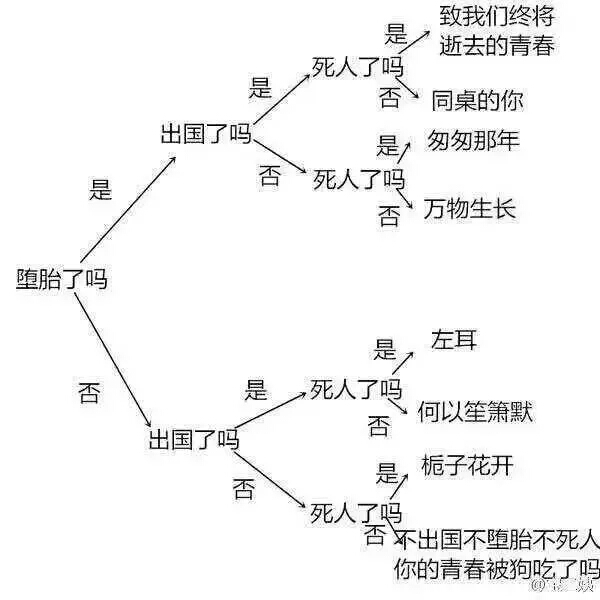 是
致我们终将
逝去的青春
死人了吗
是
否
同桌的你
出国了吗
是
匆匆那年
否
死人了吗
是
否
万物生长
堕胎了吗
是
左耳
否
是
死人了吗
否
何以笙箫默
出国了吗
是
栀子花开
否
死人了吗
否
不出国不堕胎不死人
你的青春被狗吃了吗